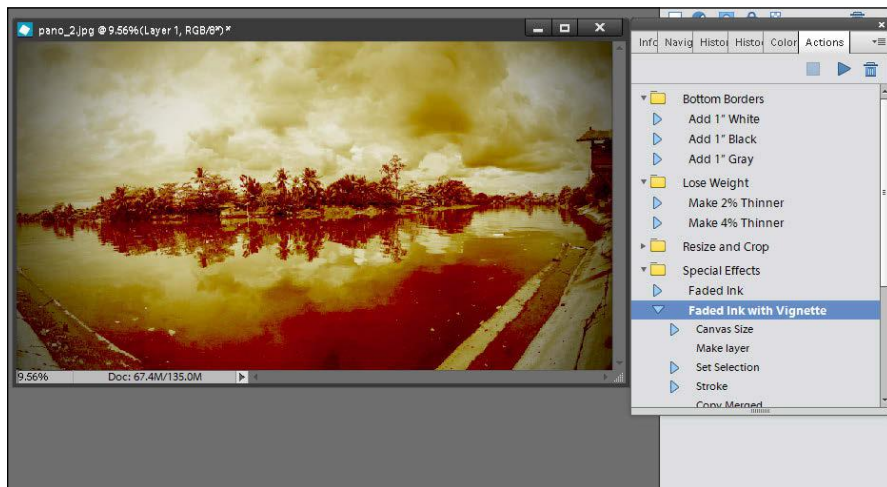 pano_2.jpg @ 9.56%(Layer 1, RGB/8*) *
Info Navig Histo Histo Color Actions
Bottom Borders
Add 1" White
Add 1" Black
Add 1" Gray
Lose Weight
Make 2% Thinner
Make 4% Thinner
Resize and Crop
Special Effects
Faded Ink
Faded Ink with Vignette
Canvas Size
Make layer
Set Selection
Stroke
Copy Merged
9.56% Doc: 67.4M/135.0M